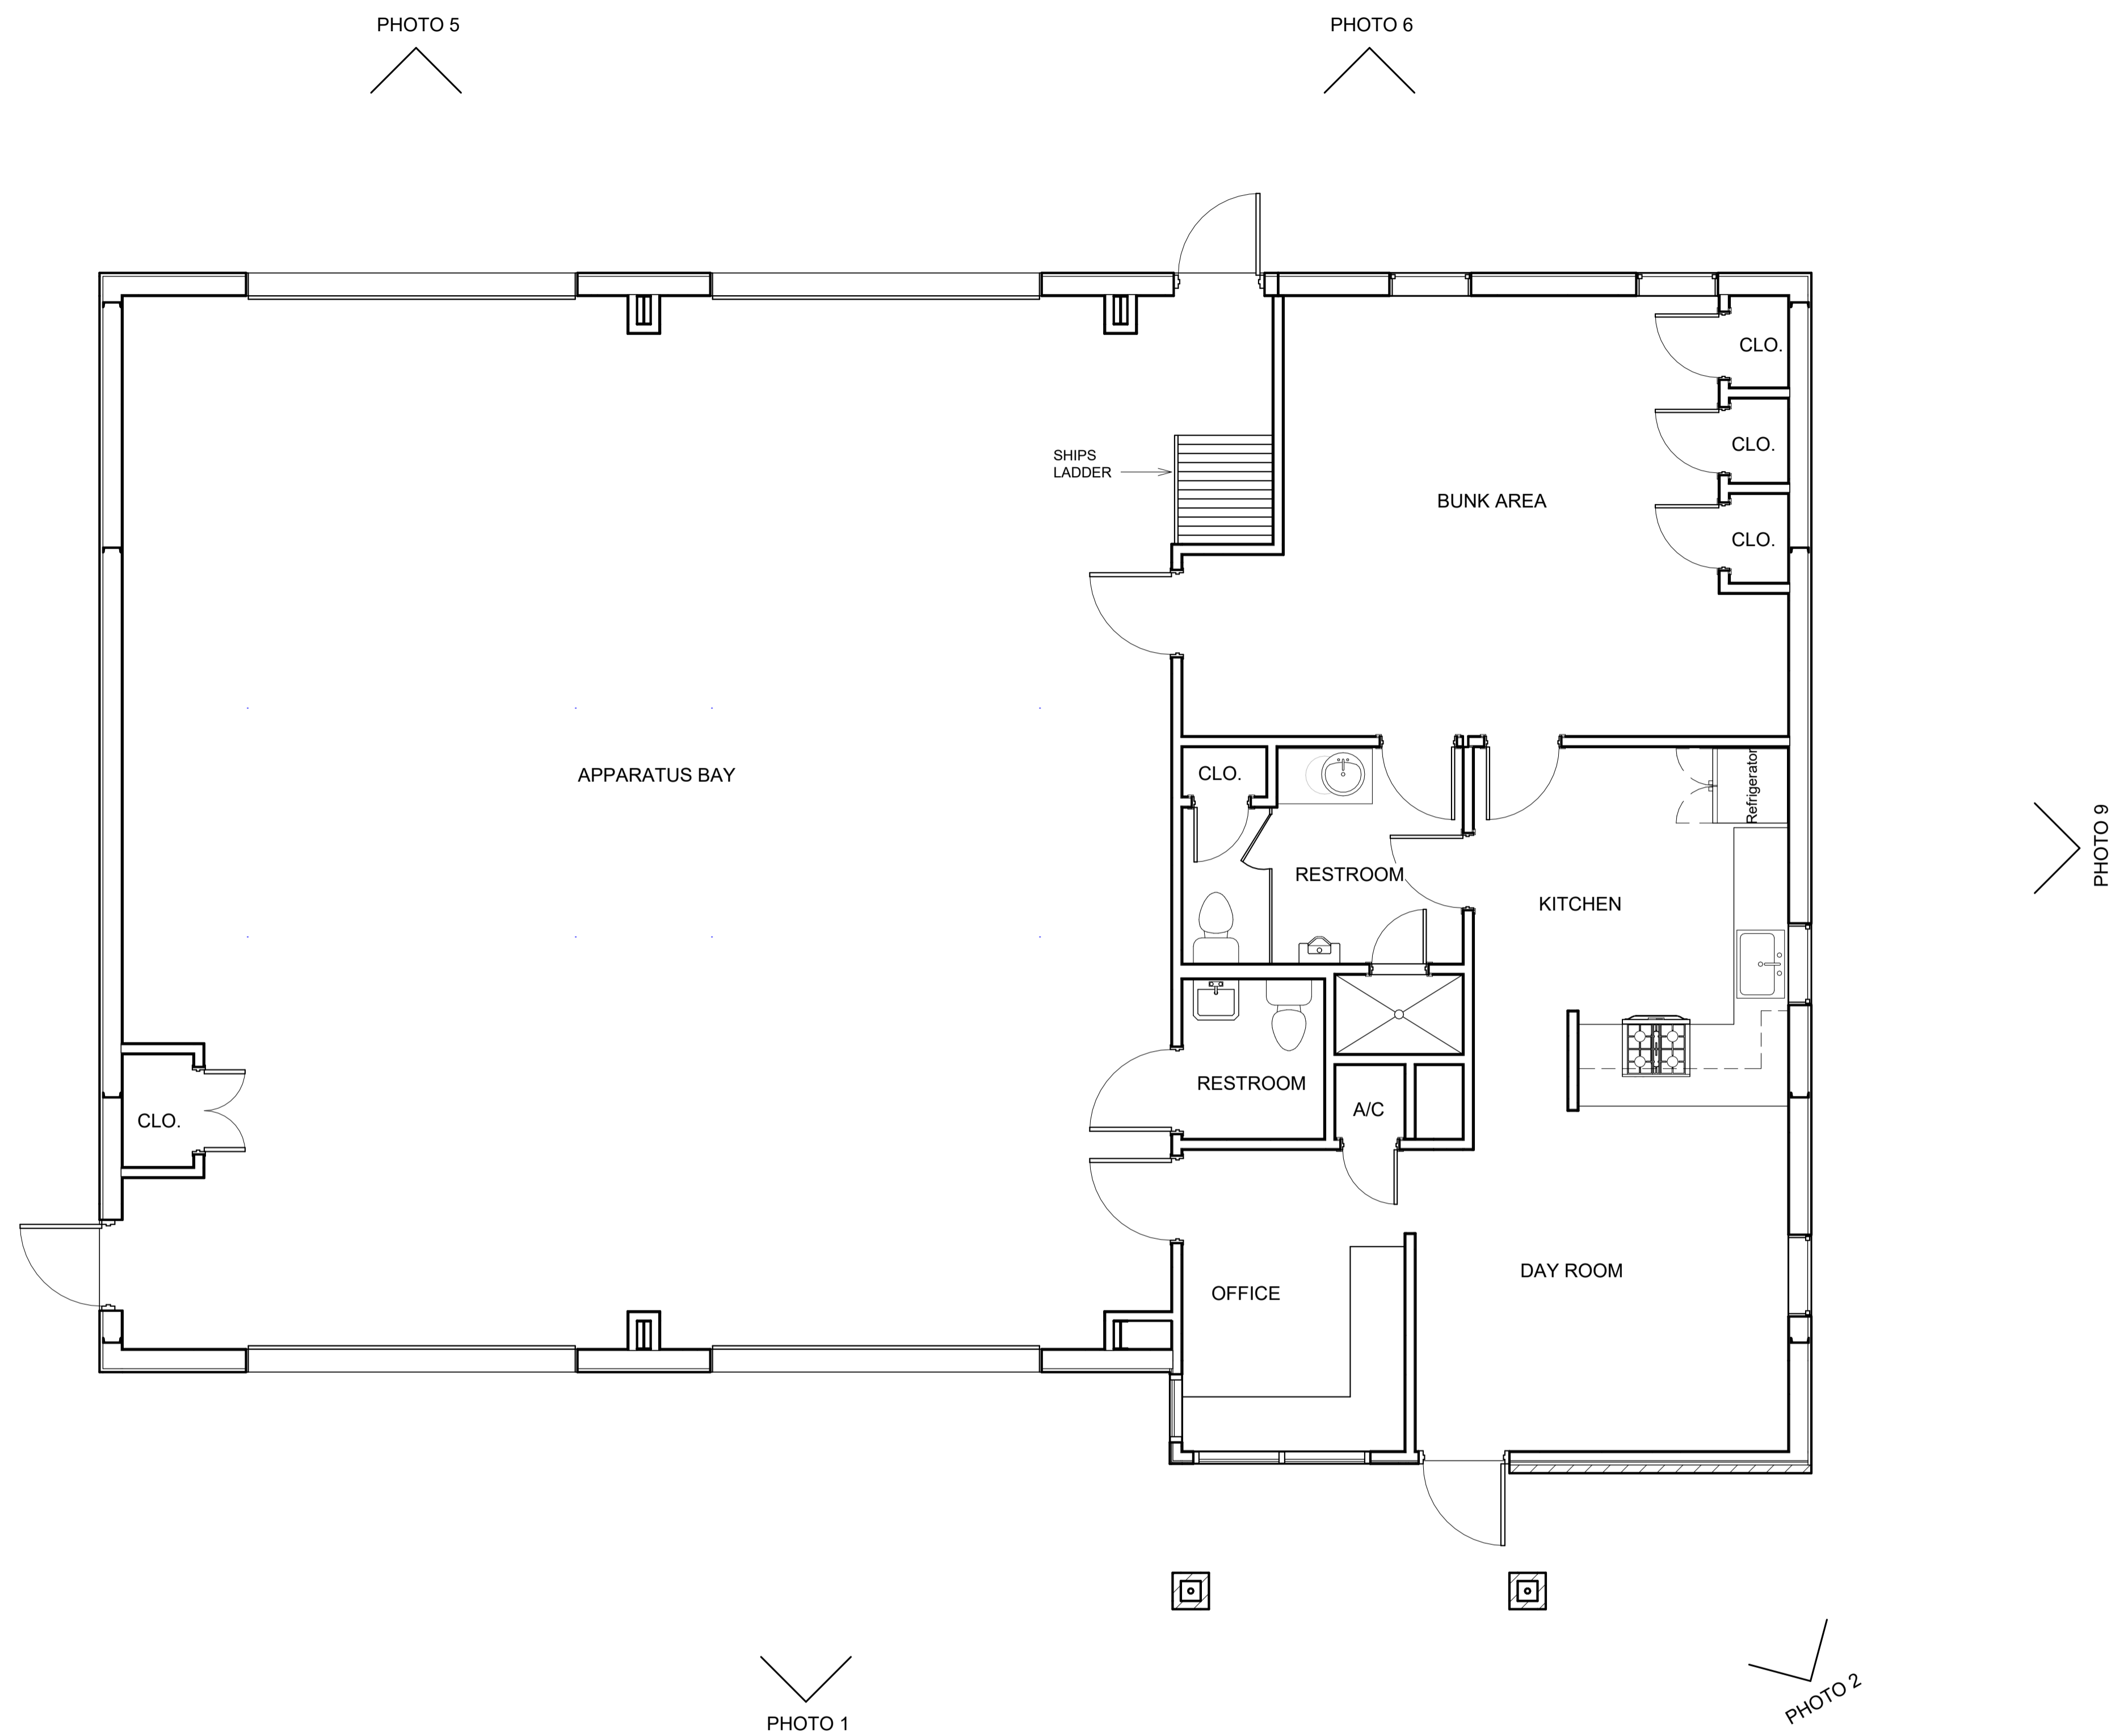 PHOTO 5
PHOTO 6
CLO.
CLO.
SHIPS
LADDER
BUNK AREA
CLO.
APPARATUS BAY
CLO.
Refrigerator
RESTROOM
KITCHEN
PHOTO 9
RESTROOM
A/C
CLO.
OFFICE
DAY ROOM
PHOTO 2
PHOTO 1